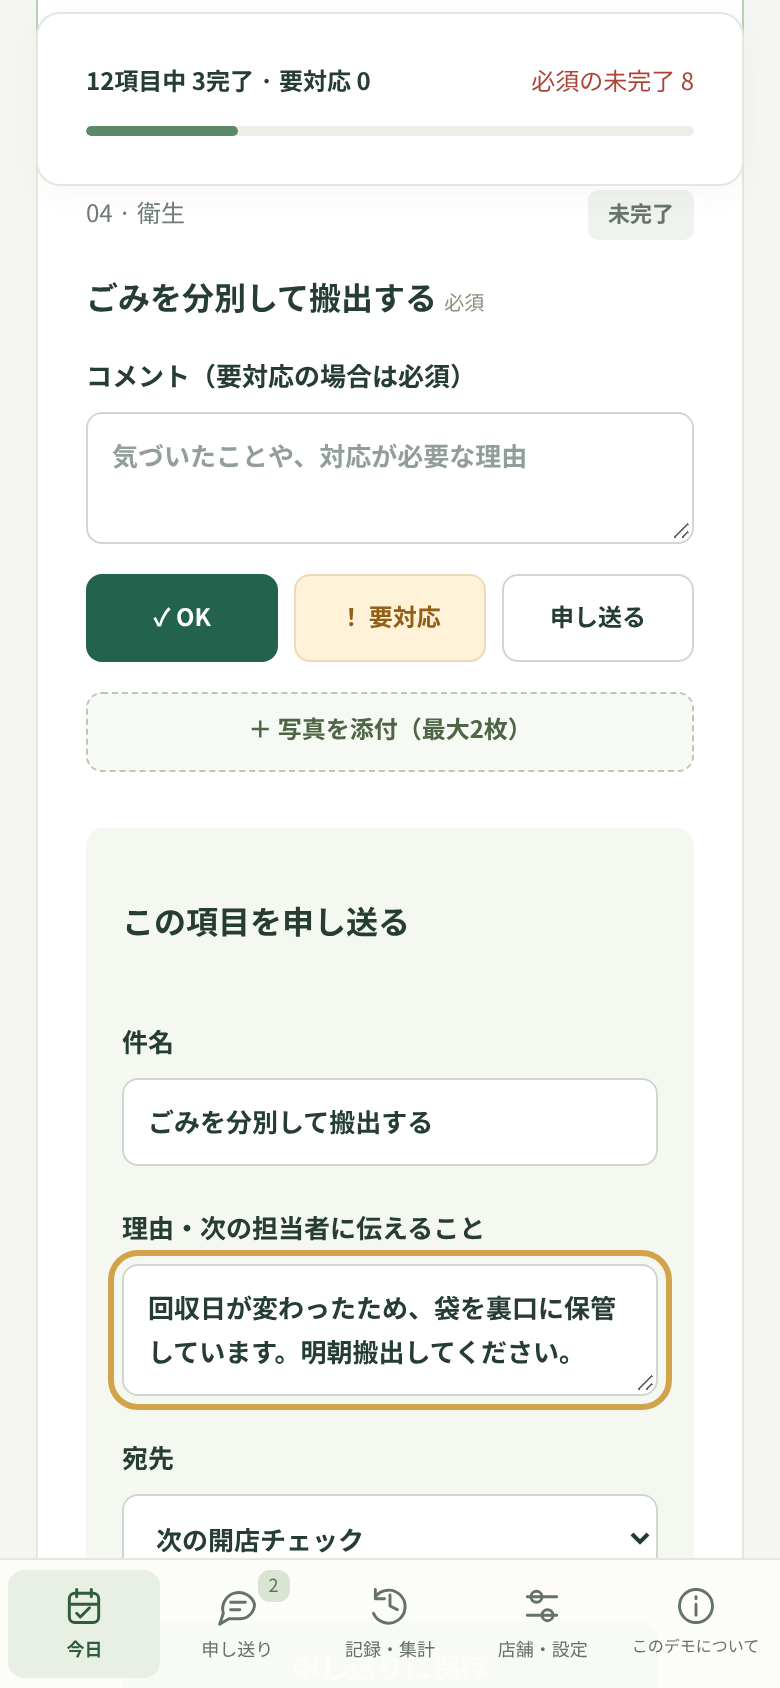 12項目中 3完了 · 要対応 0
必須の未完了 8
04 · 衛生
未完了
ごみを分別して搬出する 必須
コメント（要対応の場合は必須）
気づいたことや、対応が必要な理由
✓ OK
！ 要対応
申し送る
＋ 写真を添付（最大2枚）
この項目を申し送る
件名
ごみを分別して搬出する
理由・次の担当者に伝えること
回収日が変わったため、袋を裏口に保管
しています。明朝搬出してください。
宛先
次の開店チェック
申し送りに保存
2
今日
申し送り
記録・集計
店舗・設定
このデモについて